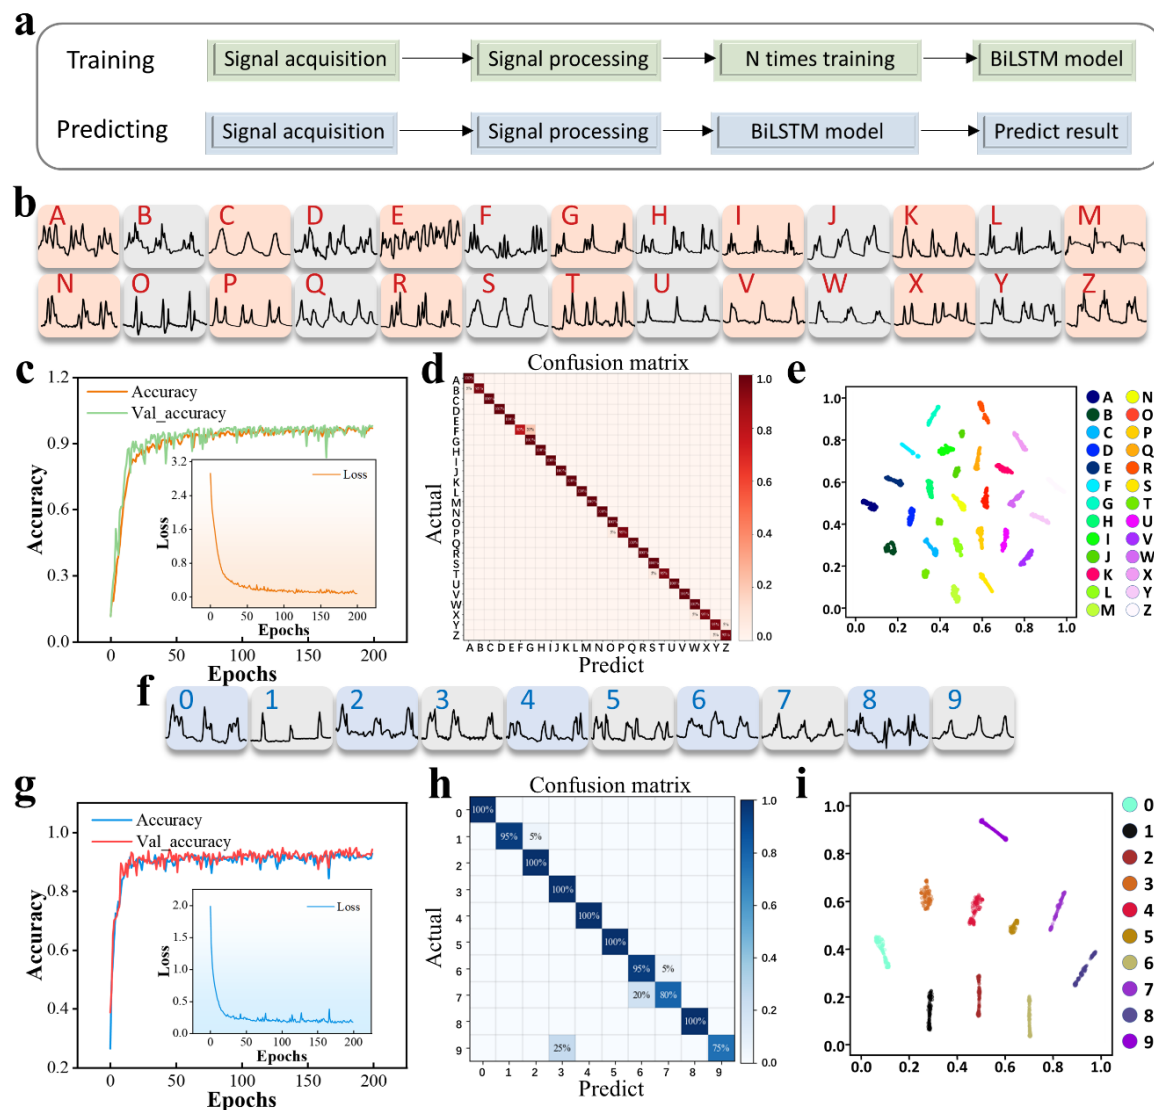 a
Training
Signal acquisition
Signal processing
N times training
BiLSTM model
Predicting
Signal acquisition
Signal processing
BiLSTM model
Predict result
b
A B C D E F G H I J K L M
N O P Q R S T U V W X Y Z
c
1.2
0.9
0.6
0.3
0.0
Accuracy
Accuracy
Val_accuracy
3.2
2.4
1.6
0.8
0.0
Loss
Loss
0 50 100 150 200
Epochs
0 50 100 150 200
Epochs
d
Confusion matrix
A
B
C
D
E
F
G
H
I
J
K
L
M
N
O
P
Q
R
S
T
U
V
W
X
Y
Z
Actual
A B C D E F G H I J K L M N O P Q R S T U V W X Y Z
Predict
1.0
0.8
0.6
0.4
0.2
0.0
e
1.0
0.8
0.6
0.4
0.2
0.0
0.0 0.2 0.4 0.6 0.8 1.0
A N
B O
C P
D Q
E R
F S
G T
H U
I V
J W
K X
L Y
M Z
f
0 1 2 3 4 5 6 7 8 9
g
1.0
0.8
0.6
0.4
0.2
Accuracy
Accuracy
Val_accuracy
2.0
1.5
1.0
0.5
0.0
Loss
Loss
0 50 100 150 200
Epochs
0 50 100 150 200
Epochs
h
Confusion matrix
0 100%
1 95% 5%
2 100%
3 100%
4 100%
5 100%
6 95% 5%
7 20% 80%
8 100%
9 25% 75%
Actual
0 1 2 3 4 5 6 7 8 9
Predict
1.0
0.8
0.6
0.4
0.2
0.0
i
1.0
0.8
0.6
0.4
0.2
0.0
0.0 0.2 0.4 0.6 0.8 1.0
0
1
2
3
4
5
6
7
8
9